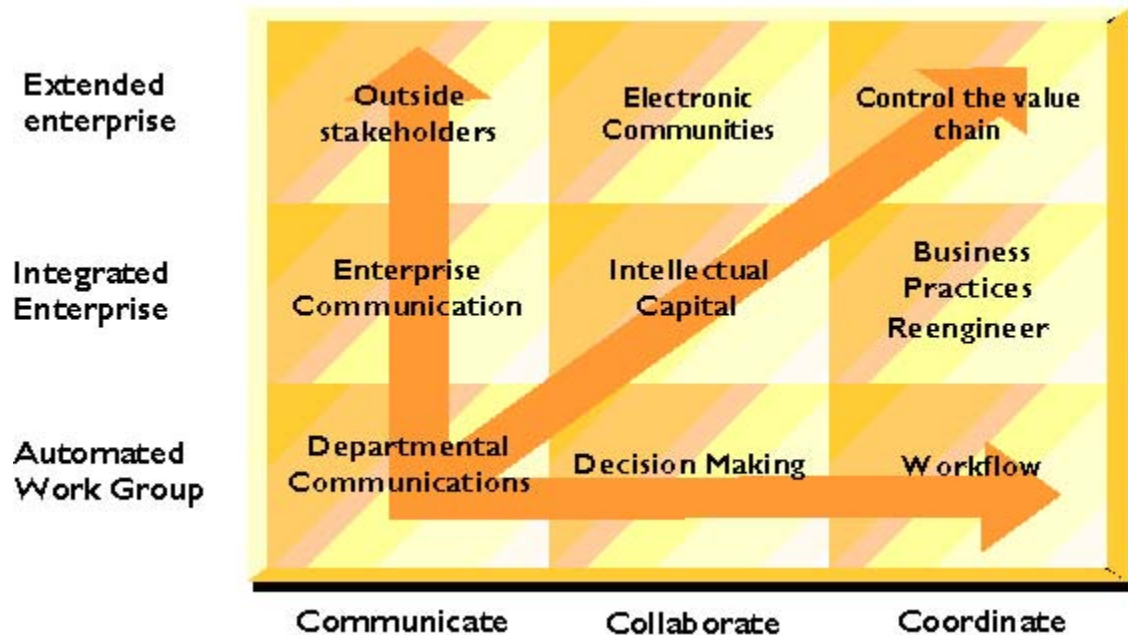 Extended
enterprise
Outside
stakeholders
Electronic
Communities
Control the value
chain
Integrated
Enterprise
Enterprise
Communication
Intellectual
Capital
Business
Practices
Reengineer
Automated
Work Group
Departmental
Communications
Decision Making
Workflow
Communicate
Collaborate
Coordinate